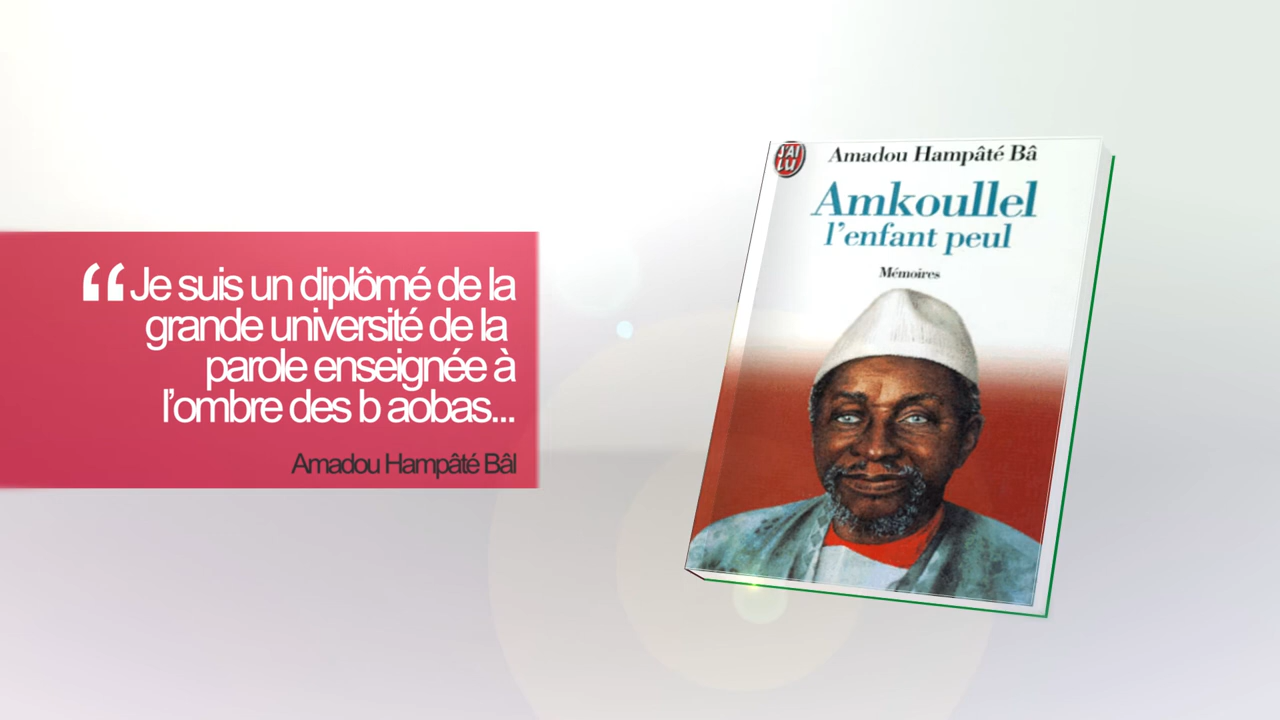 “Je suis un diplômé de la
grande université de la
parole enseignée à
l’ombre des b aobas...
Amadou Hampâté Bâl
J'AI
LU
Amadou Hampâté Bâ
Amkoullel
l’enfant peul
Mémoires